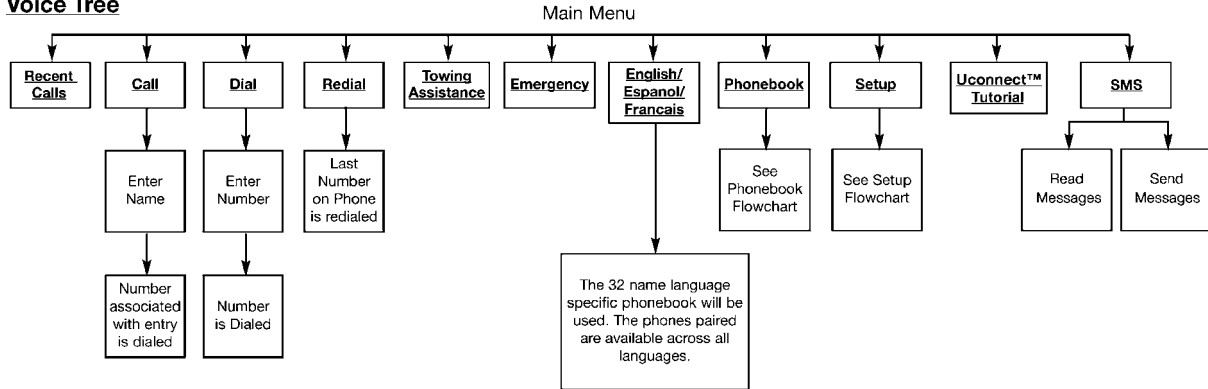 Voice Tree
Main Menu
Recent
Calls
Call
Dial
Redial
Towing
Assistance
Emergency
English/
Espanol/
Francais
Phonebook
Setup
Uconnect™
Tutorial
SMS
Enter
Name
Enter
Number
Last
Number
on Phone
is redialed
See
Phonebook
Flowchart
See Setup
Flowchart
Read
Messages
Send
Messages
Number
associated
with entry
is dialed
Number
is Dialed
The 32 name language
specific phonebook will be
used. The phones paired
are available across all
languages.